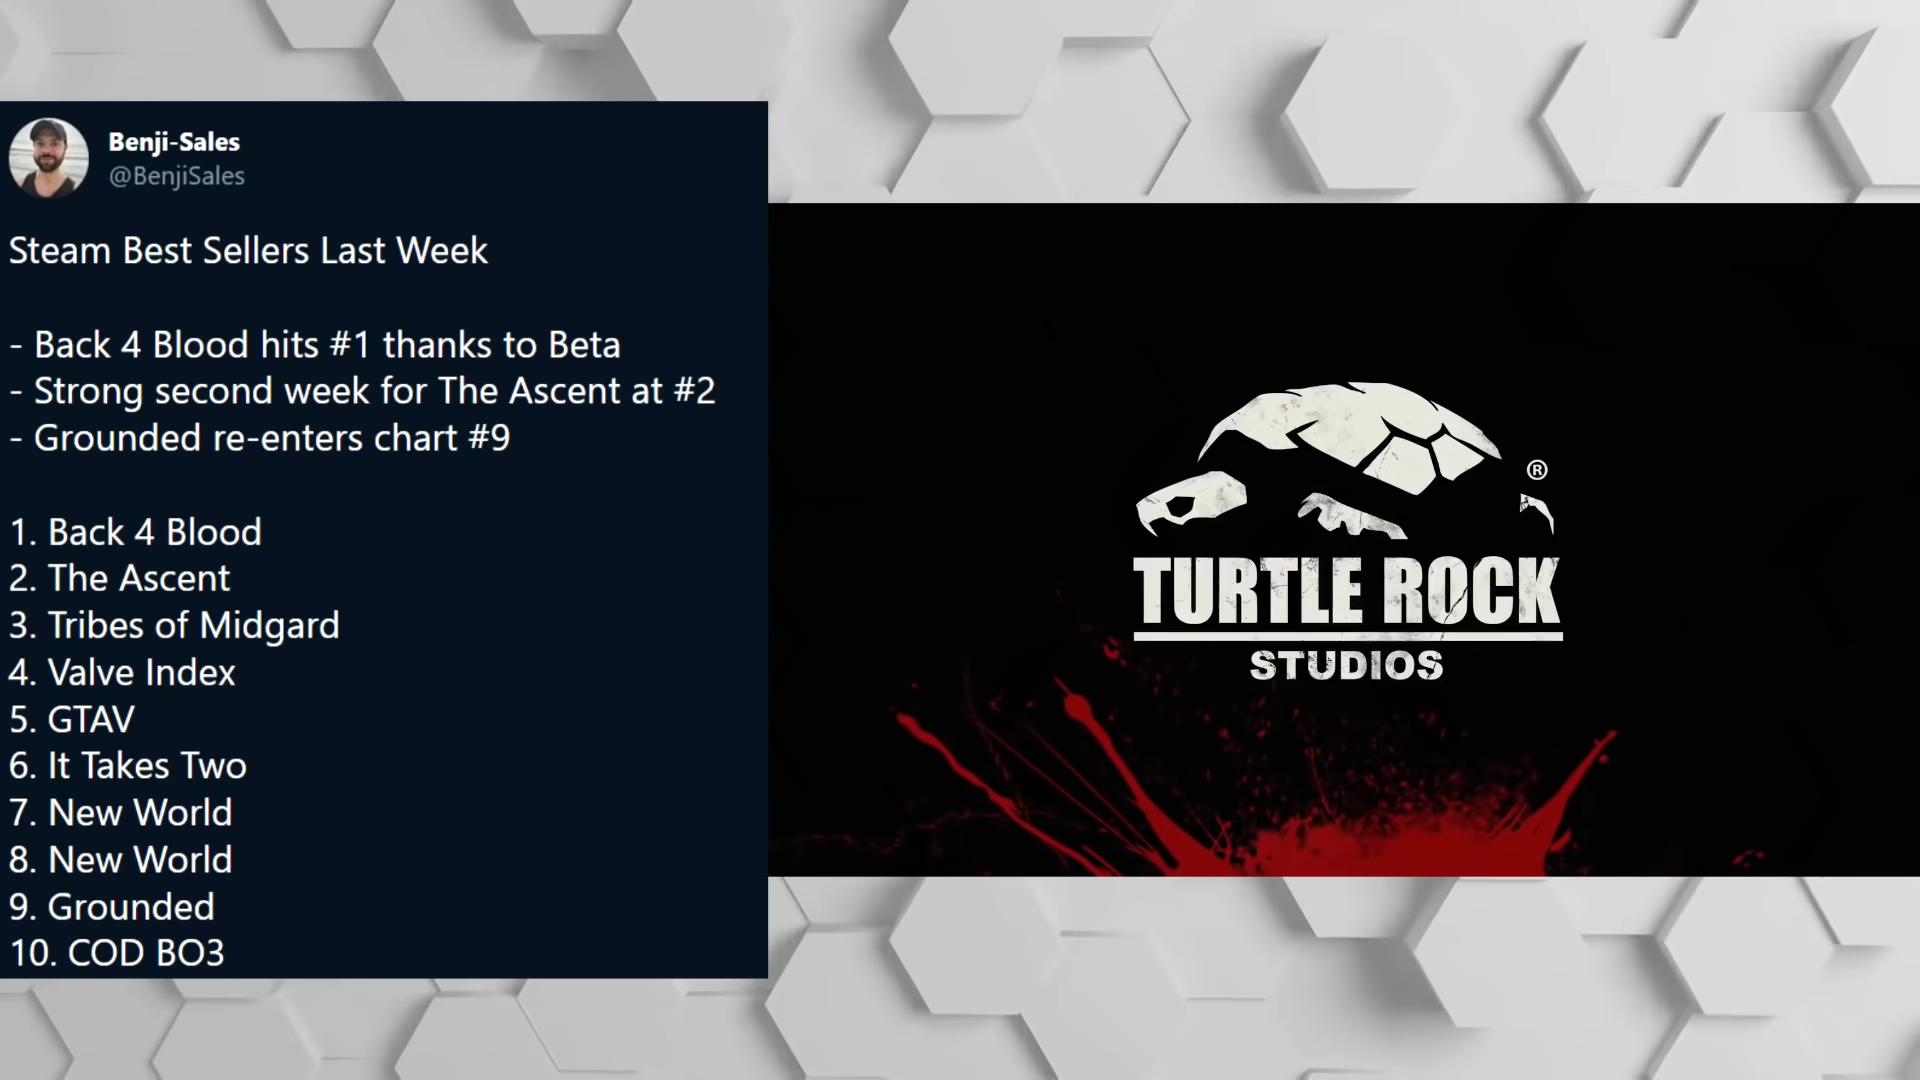 Benji-Sales
@BenjiSales
Steam Best Sellers Last Week
- Back 4 Blood hits #1 thanks to Beta
- Strong second week for The Ascent at #2
- Grounded re-enters chart #9
1. Back 4 Blood
2. The Ascent
3. Tribes of Midgard
4. Valve Index
5. GTAV
6. It Takes Two
7. New World
8. New World
9. Grounded
10. COD BO3
®
TURTLE ROCK
STUDIOS